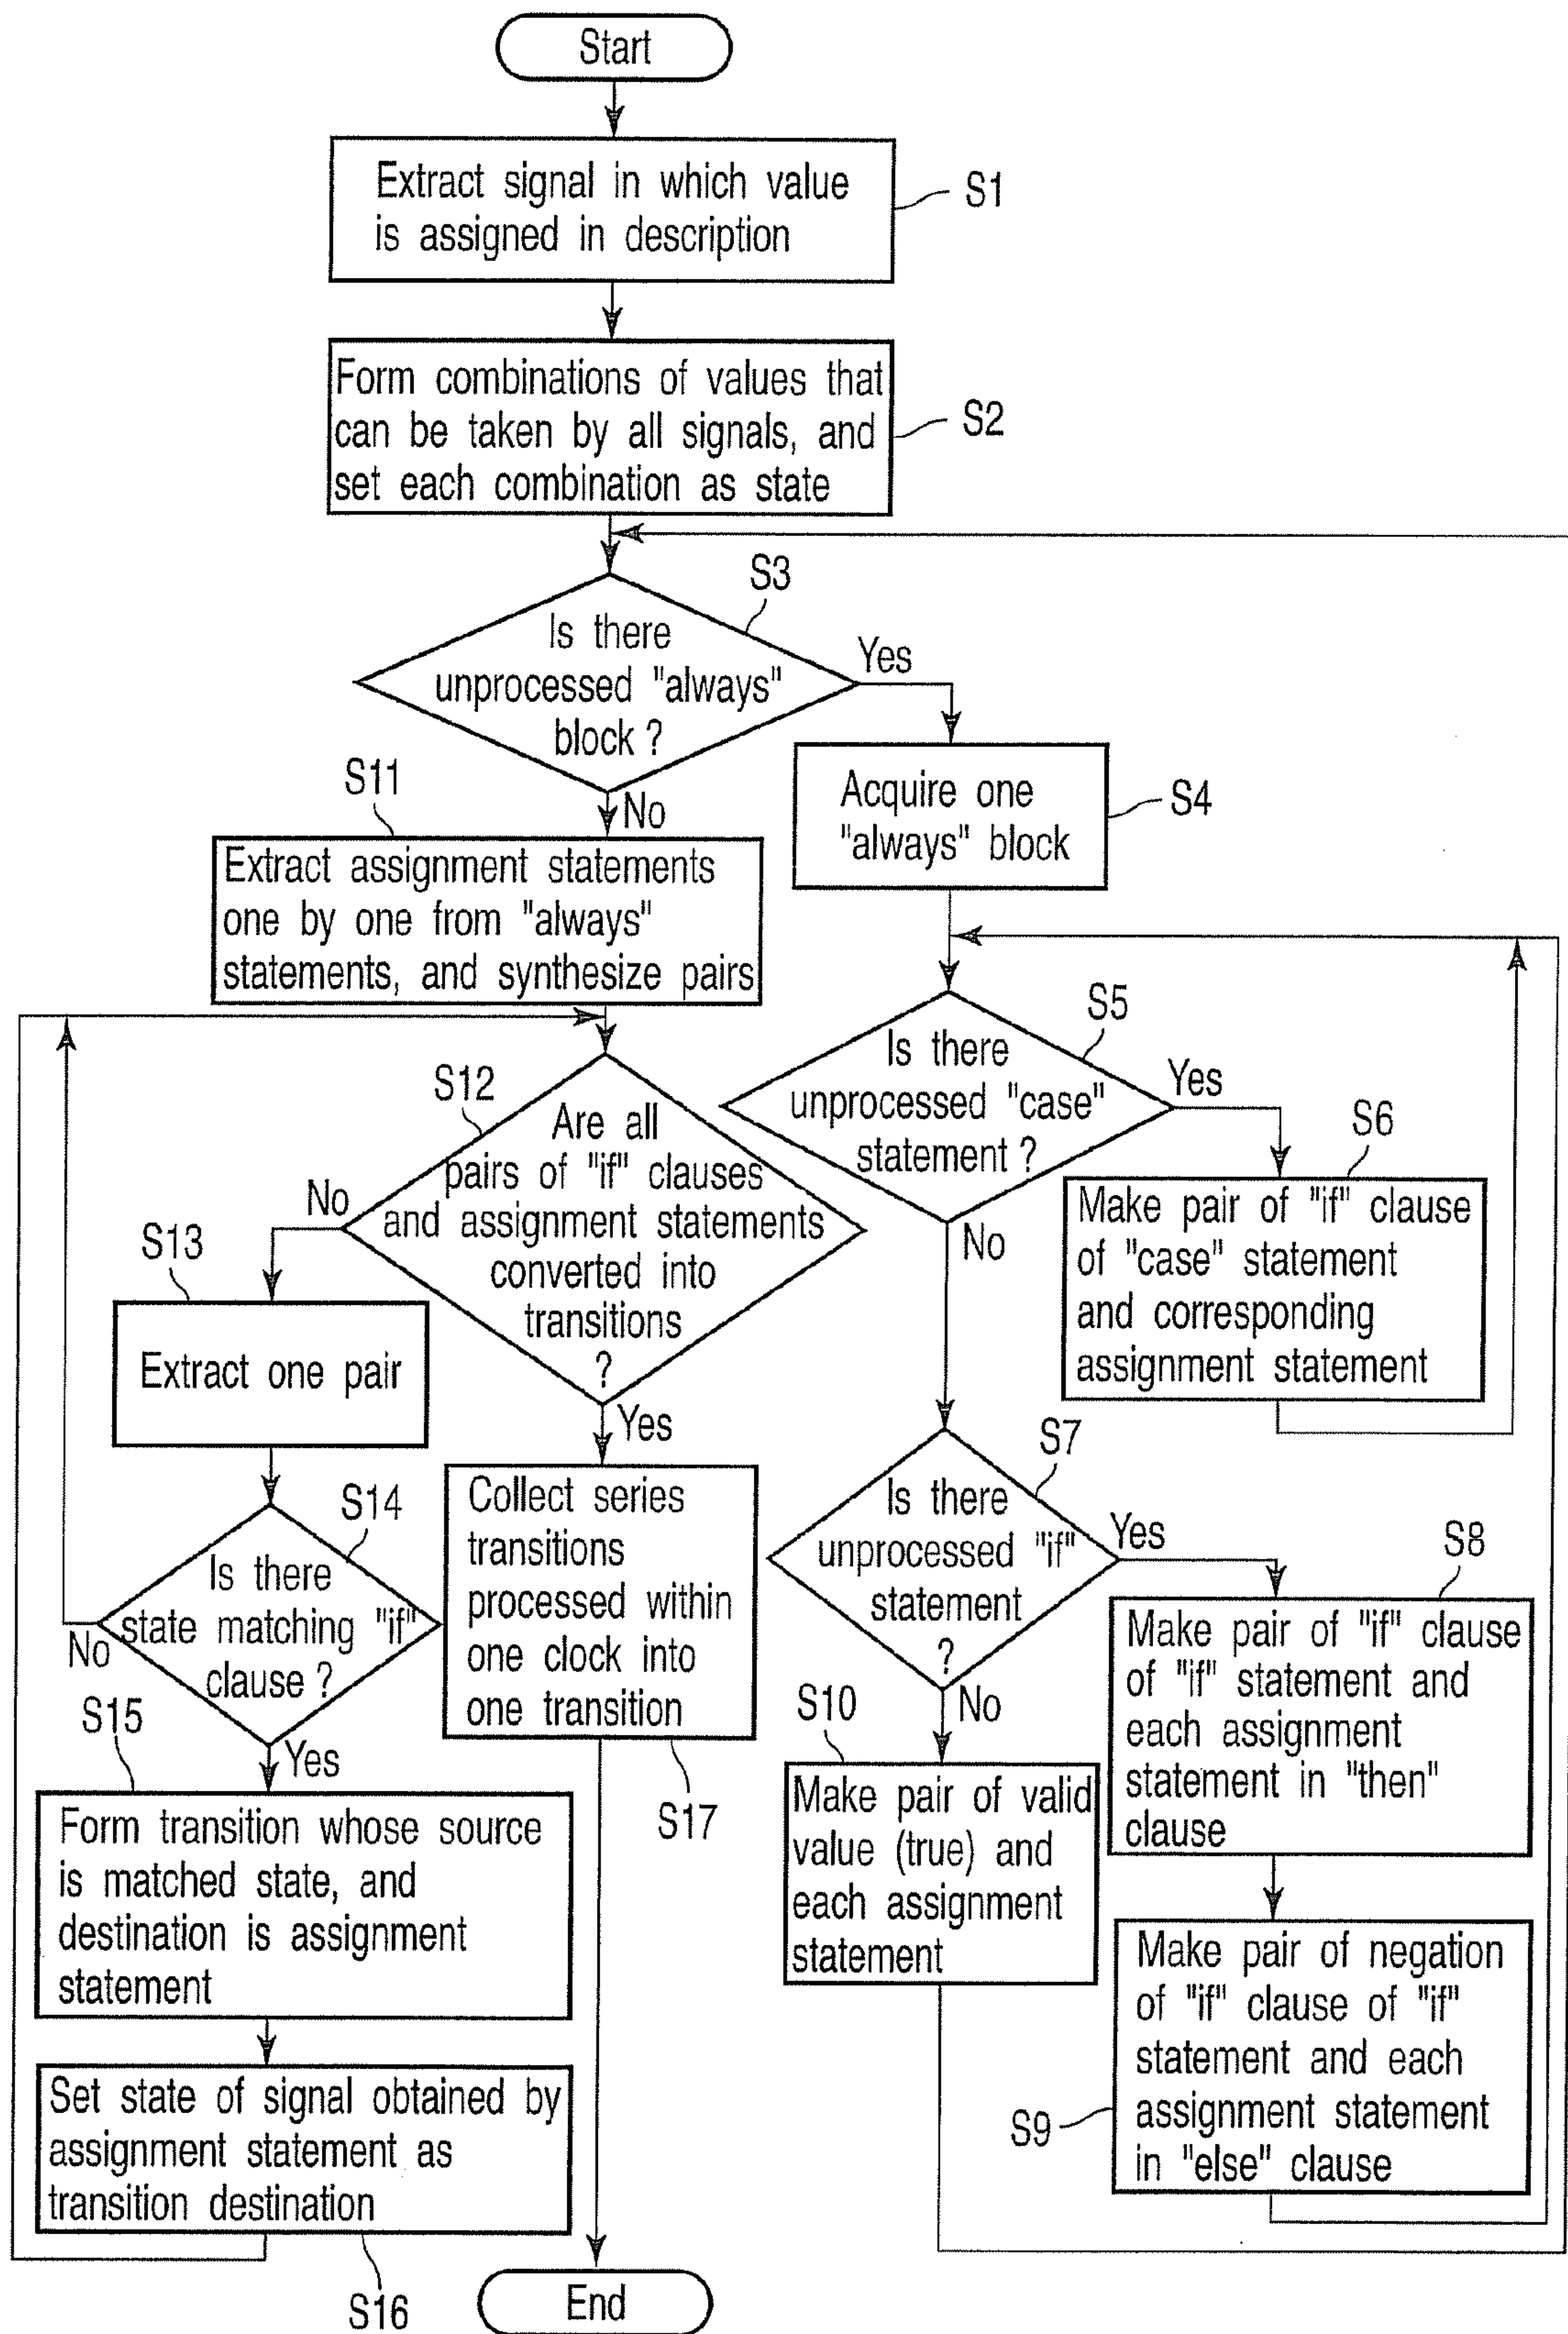 Start
Extract signal in which value
is assigned in description
S1
Form combinations of values that
can be taken by all signals, and
set each combination as state
S2
S3
Is there
unprocessed "always"
block ?
Yes
No
Acquire one
"always" block
S4
S11
Extract assignment statements
one by one from "always"
statements, and synthesize pairs
S5
Is there
unprocessed "case"
statement ?
Yes
No
S6
Make pair of "if" clause
of "case" statement
and corresponding
assignment statement
S12
Are all
pairs of "if" clauses
and assignment statements
converted into
transitions
?
No
Yes
S13
Extract one pair
S14
Is there
state matching "if"
clause ?
No
Yes
S7
Is there
unprocessed "if"
statement
?
Yes
No
S8
Make pair of "if" clause
of "if" statement and
each assignment
statement in "then"
clause
Collect series
transitions
processed within
one clock into
one transition
S17
S15
Form transition whose source
is matched state, and
destination is assignment
statement
S10
Make pair of valid
value (true) and
each assignment
statement
Make pair of negation
of "if" clause of "if"
statement and each
assignment statement
in "else" clause
S9
Set state of signal obtained by
assignment statement as
transition destination
S16
End